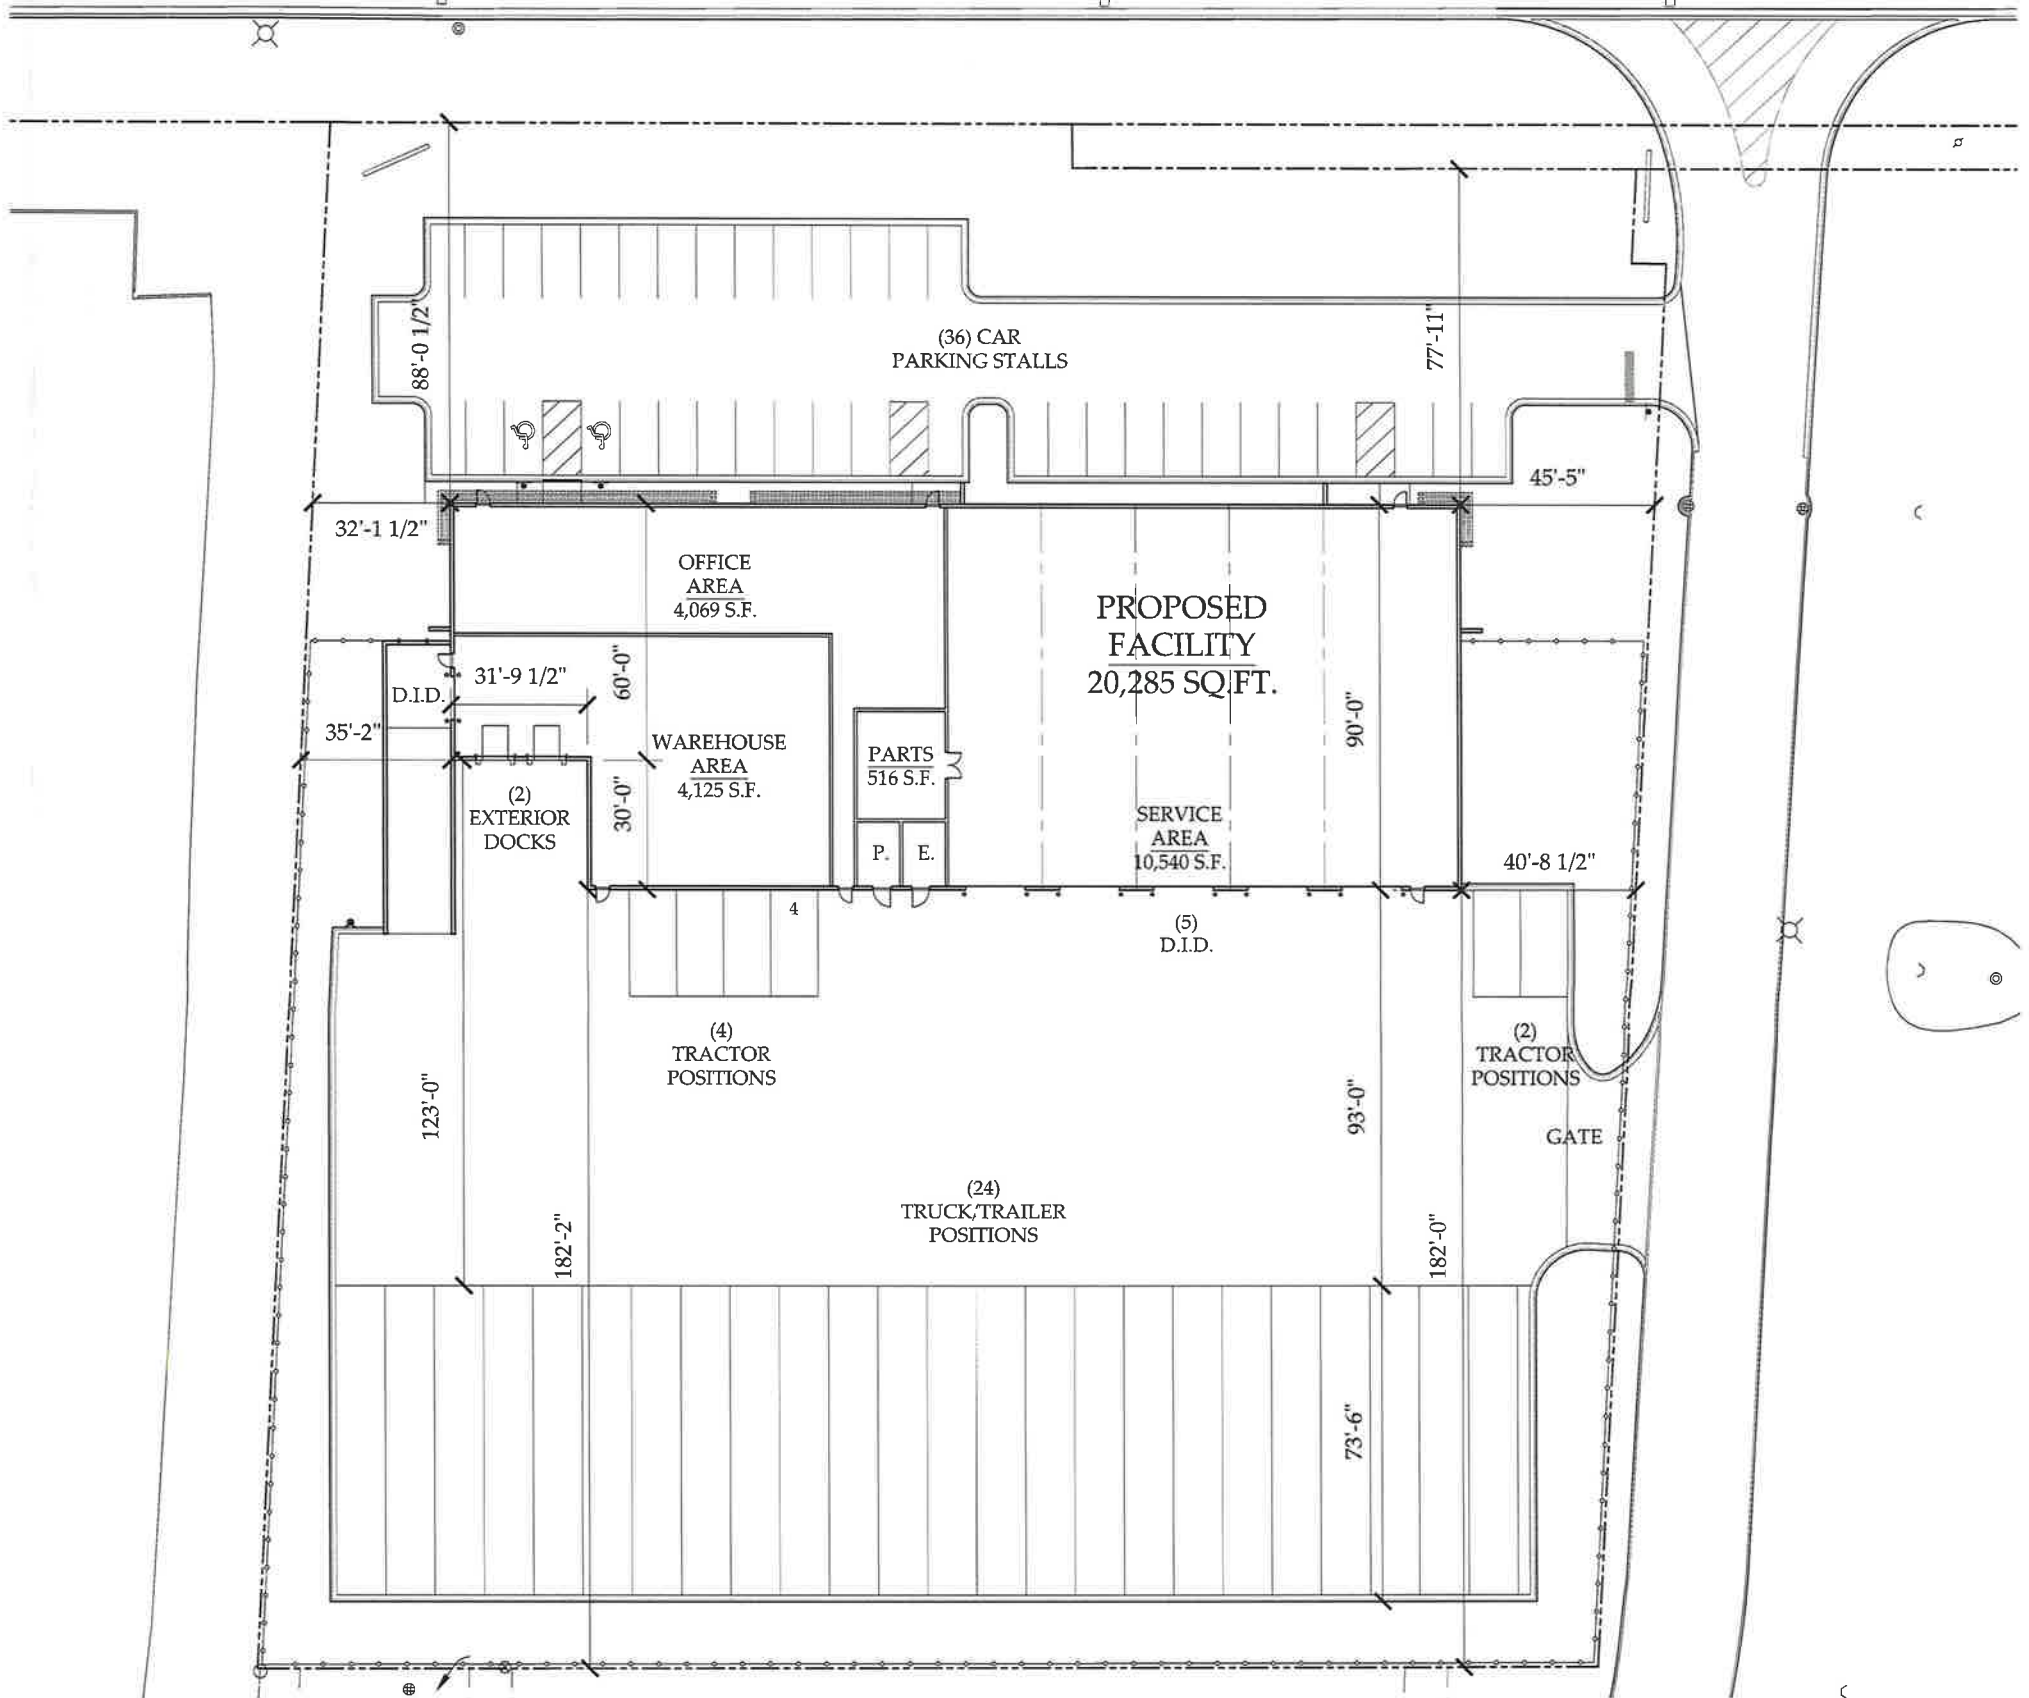 (36) CAR
PARKING STALLS
88'-0 1/2"
77'-11"
45'-5"
32'-1 1/2"
OFFICE
AREA
4,069 S.F.
PROPOSED
FACILITY
20,285 SQ.FT.
31'-9 1/2"
60'-0"
D.I.D.
35'-2"
90'-0"
WAREHOUSE
AREA
4,125 S.F.
PARTS
516 S.F.
30'-0"
(2)
EXTERIOR
DOCKS
SERVICE
AREA
10,540 S.F.
P.
E.
40'-8 1/2"
4
(5)
D.I.D.
(4)
TRACTOR
POSITIONS
(2)
TRACTOR
POSITIONS
123'-0"
93'-0"
GATE
(24)
TRUCK/TRAILER
POSITIONS
182'-2"
182'-0"
73'-6"